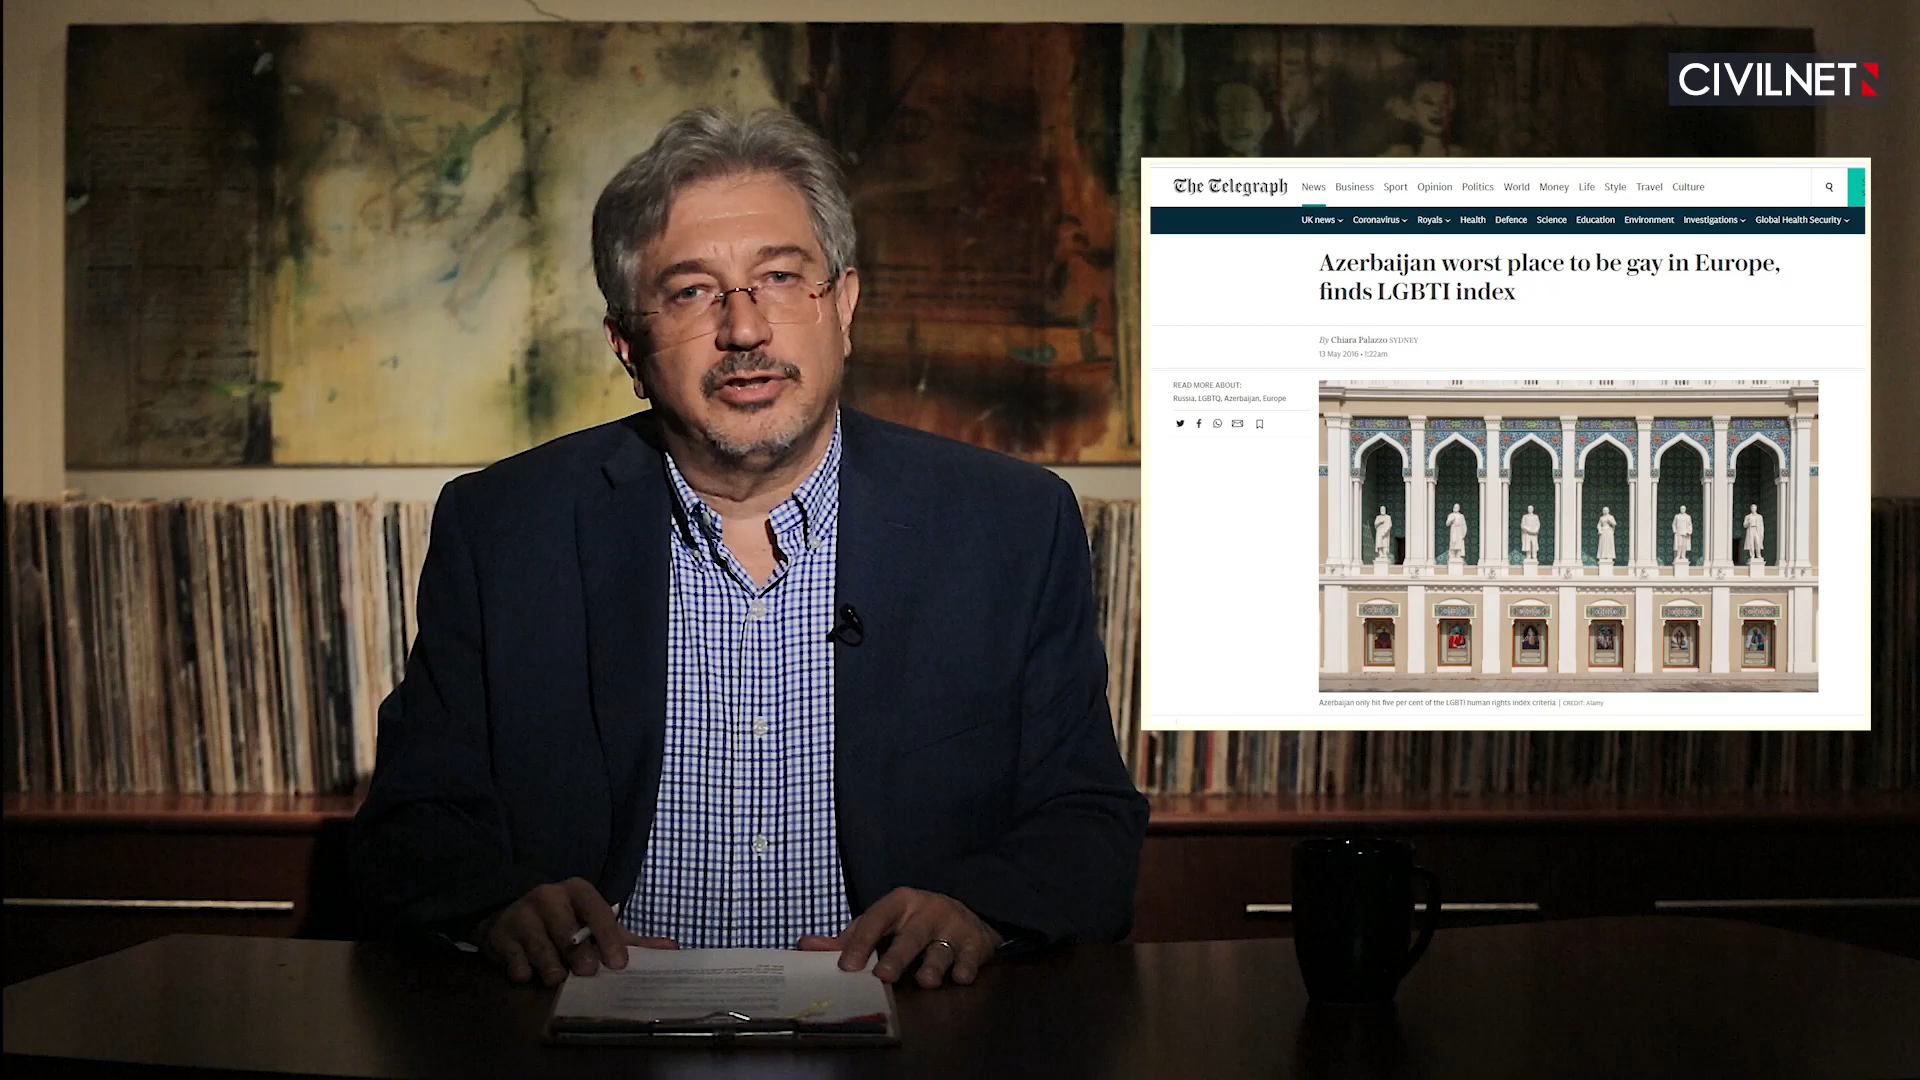 CIVILNET
The Telegraph News Business Sport Opinion Politics World Money Life Style Travel Culture
UK news Coronavirus Royals Health Defence Science Education Environment Investigations Global Health Security
Azerbaijan worst place to be gay in Europe,
finds LGBTI index
By Chiara Palazzo SYDNEY
13 May 2016 • 1:22am
READ MORE ABOUT:
Russia, LGBTQ, Azerbaijan, Europe
Azerbaijan only hit five per cent of the LGBTI human rights index criteria | CREDIT: Alamy